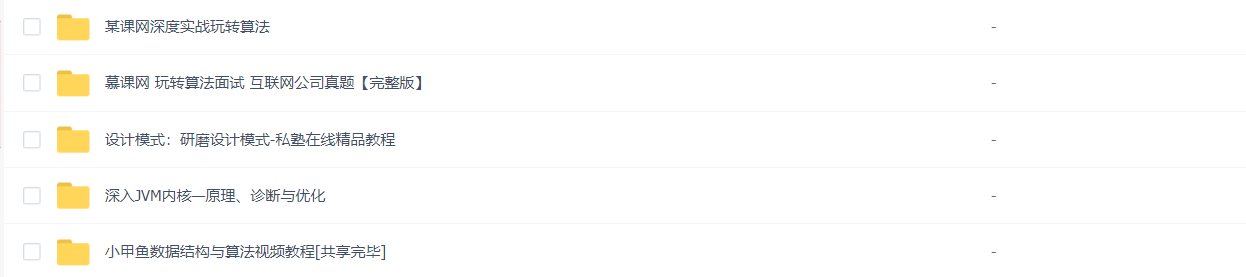 某课网深度实战玩转算法 -
慕课网 玩转算法面试 互联网公司真题【完整版】 -
设计模式：研磨设计模式-私塾在线精品教程 -
深入JVM内核—原理、诊断与优化 -
小甲鱼数据结构与算法视频教程[共享完毕] -